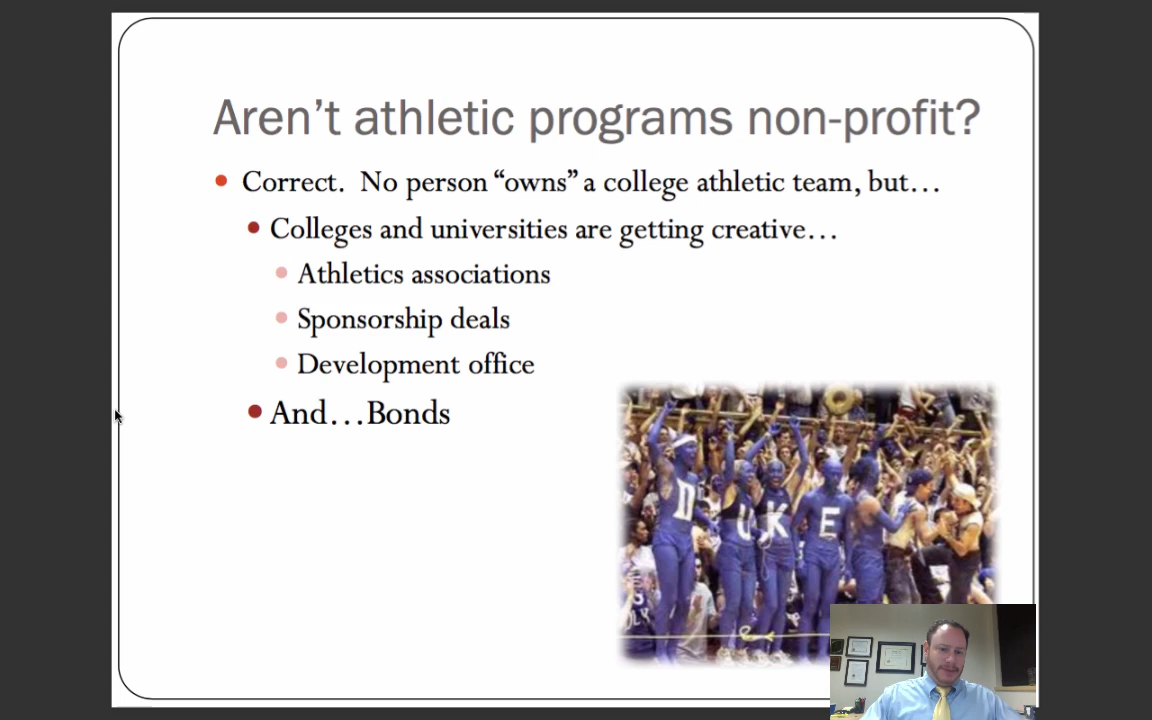 Aren’t athletic programs non-profit?
Correct. No person “owns” a college athletic team, but…
Colleges and universities are getting creative…
Athletics associations
Sponsorship deals
Development office
And…Bonds
D U K E